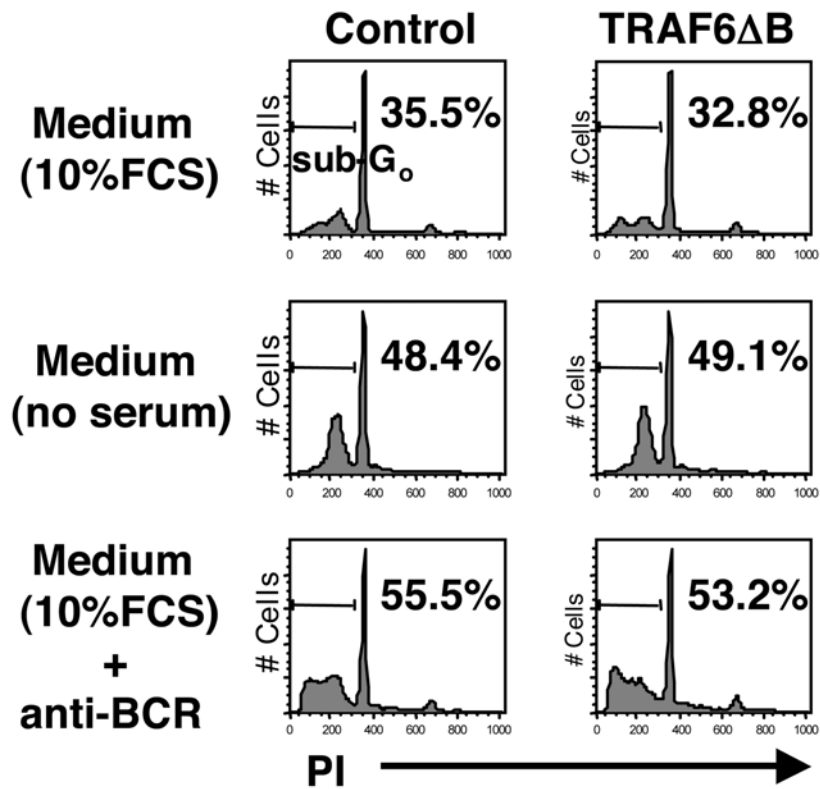 Control TRAF6ΔB
Medium
(10%FCS)
# Cells
35.5%
sub-Go
0 200 400 600 800 1000
# Cells
32.8%
0 200 400 600 800 1000
Medium
(no serum)
# Cells
48.4%
0 200 400 600 800 1000
# Cells
49.1%
0 200 400 600 800 1000
Medium
(10%FCS)
+
anti-BCR
# Cells
55.5%
0 200 400 600 800 1000
# Cells
53.2%
0 200 400 600 800 1000
PI